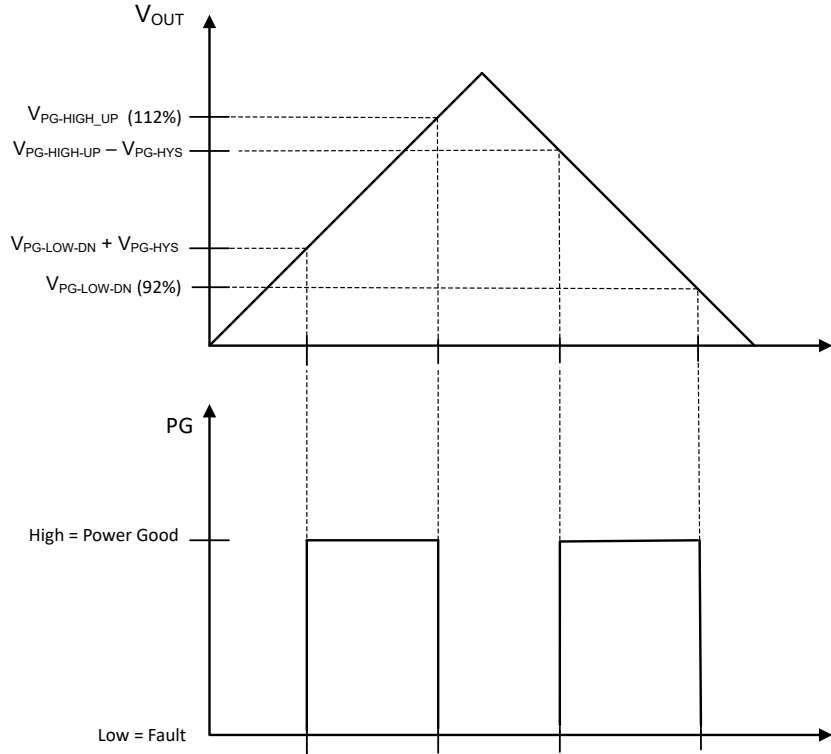 VOUT
VPG-HIGH_UP (112%)
VPG-HIGH-UP – VPG-HYS
VPG-LOW-DN + VPG-HYS
VPG-LOW-DN (92%)
PG
High = Power Good
Low = Fault